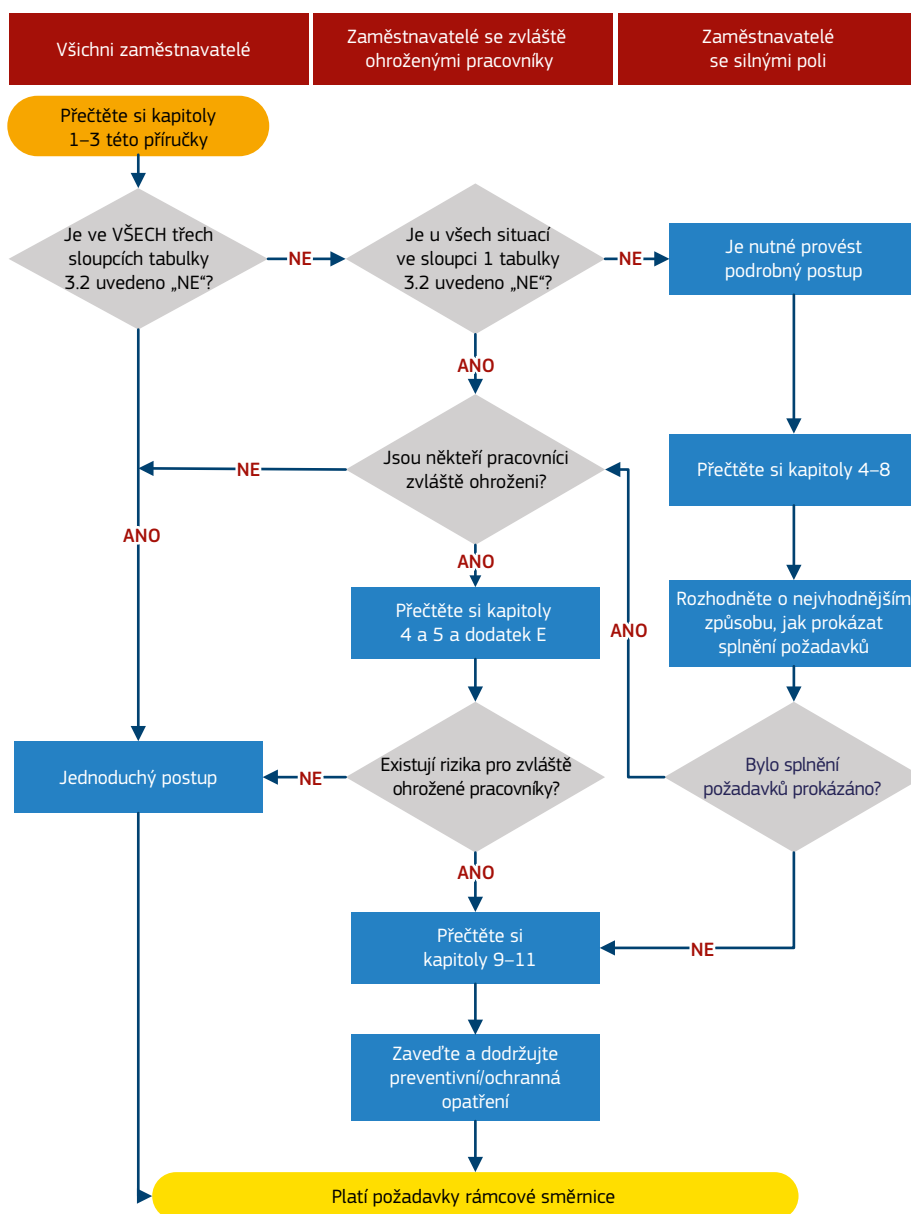 Všichni zaměstnavatelé
Zaměstnavatelé se zvláště
ohroženými pracovníky
Zaměstnavatelé
se silnými poli
Přečtěte si kapitoly
1–3 této příručky
Je ve VŠECH třech
sloupcích tabulky
3.2 uvedeno „NE“?
NE
Je u všech situací
ve sloupci 1 tabulky
3.2 uvedeno „NE“?
NE
Je nutné provést
podrobný postup
ANO
Jsou někteří pracovníci
zvláště ohroženi?
NE
Přečtěte si kapitoly 4–8
ANO
ANO
Přečtěte si kapitoly
4 a 5 a dodatek E
Rozhodněte o nejvhodnějším
způsobu, jak prokázat
splnění požadavků
ANO
Jednoduchý postup
NE
Existují rizika pro zvláště
ohrožené pracovníky?
Bylo splnění
požadavků prokázáno?
ANO
Přečtěte si
kapitoly 9–11
NE
Zaveďte a dodržujte
preventivní/ochranná
opatření
Platí požadavky rámcové směrnice